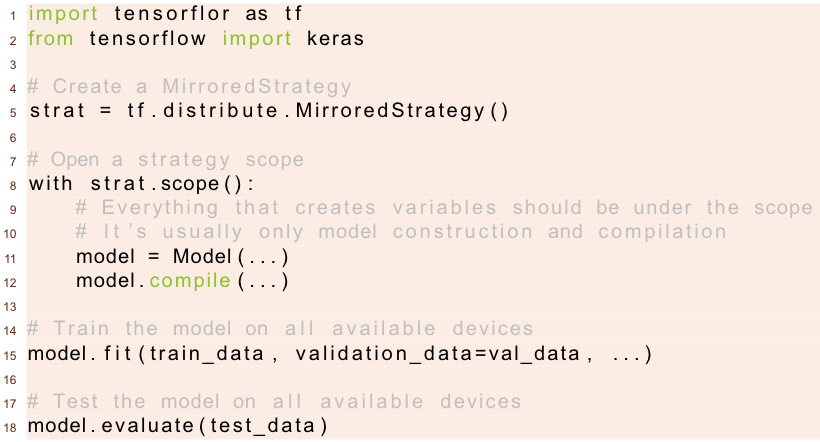 1 import tensorflor as tf
2 from tensorflow import keras
3
4 # Create a MirroredStrategy
5 strat = tf.distribute.MirroredStrategy()
6
7 # Open a strategy scope
8 with strat.scope():
9 # Everything that creates variables should be under the scope
10 # It's usually only model construction and compilation
11 model = Model(...)
12 model.compile(...)
13
14 # Train the model on all available devices
15 model.fit(train_data, validation_data=val_data, ...)
16
17 # Test the model on all available devices
18 model.evaluate(test_data)